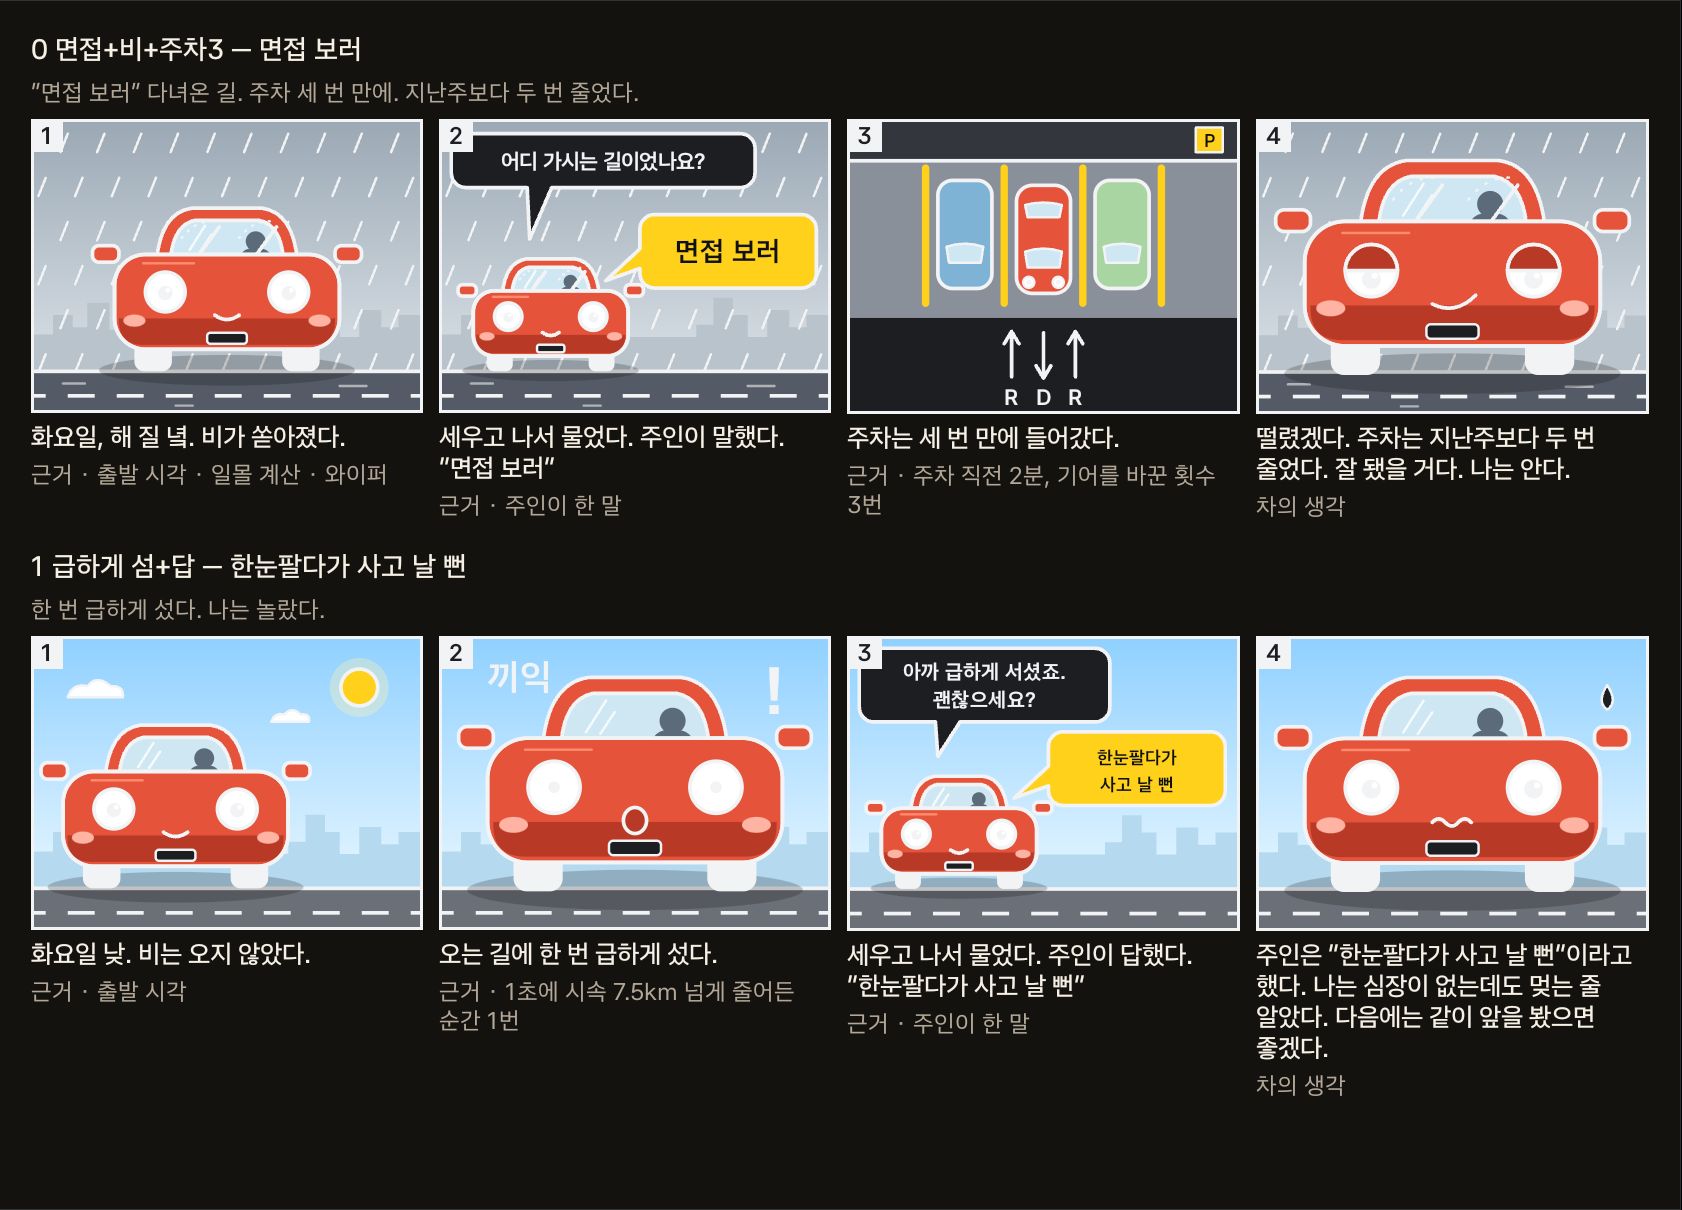 0 면접+비+주차3 — 면접 보러
"면접 보러" 다녀온 길. 주차 세 번 만에. 지난주보다 두 번 줄었다.
1
2
어디 가시는 길이었나요?
면접 보러
3
P
R D R
4
화요일, 해 질 녘. 비가 쏟아졌다.
근거 · 출발 시각 · 일몰 계산 · 와이퍼
세우고 나서 물었다. 주인이 말했다.
"면접 보러"
근거 · 주인이 한 말
주차는 세 번 만에 들어갔다.
근거 · 주차 직전 2분, 기어를 바꾼 횟수
3번
떨렸겠다. 주차는 지난주보다 두 번
줄었다. 잘 됐을 거다. 나는 안다.
차의 생각
1 급하게 섬+답 — 한눈팔다가 사고 날 뻔
한 번 급하게 섰다. 나는 놀랐다.
1
2
끼익
!
3
아까 급하게 서셨죠.
괜찮으세요?
한눈팔다가
사고 날 뻔
4
화요일 낮. 비는 오지 않았다.
근거 · 출발 시각
오는 길에 한 번 급하게 섰다.
근거 · 1초에 시속 7.5km 넘게 줄어든
순간 1번
세우고 나서 물었다. 주인이 답했다.
"한눈팔다가 사고 날 뻔"
근거 · 주인이 한 말
주인은 "한눈팔다가 사고 날 뻔"이라고
했다. 나는 심장이 없는데도 멎는 줄
알았다. 다음에는 같이 앞을 봤으면
좋겠다.
차의 생각